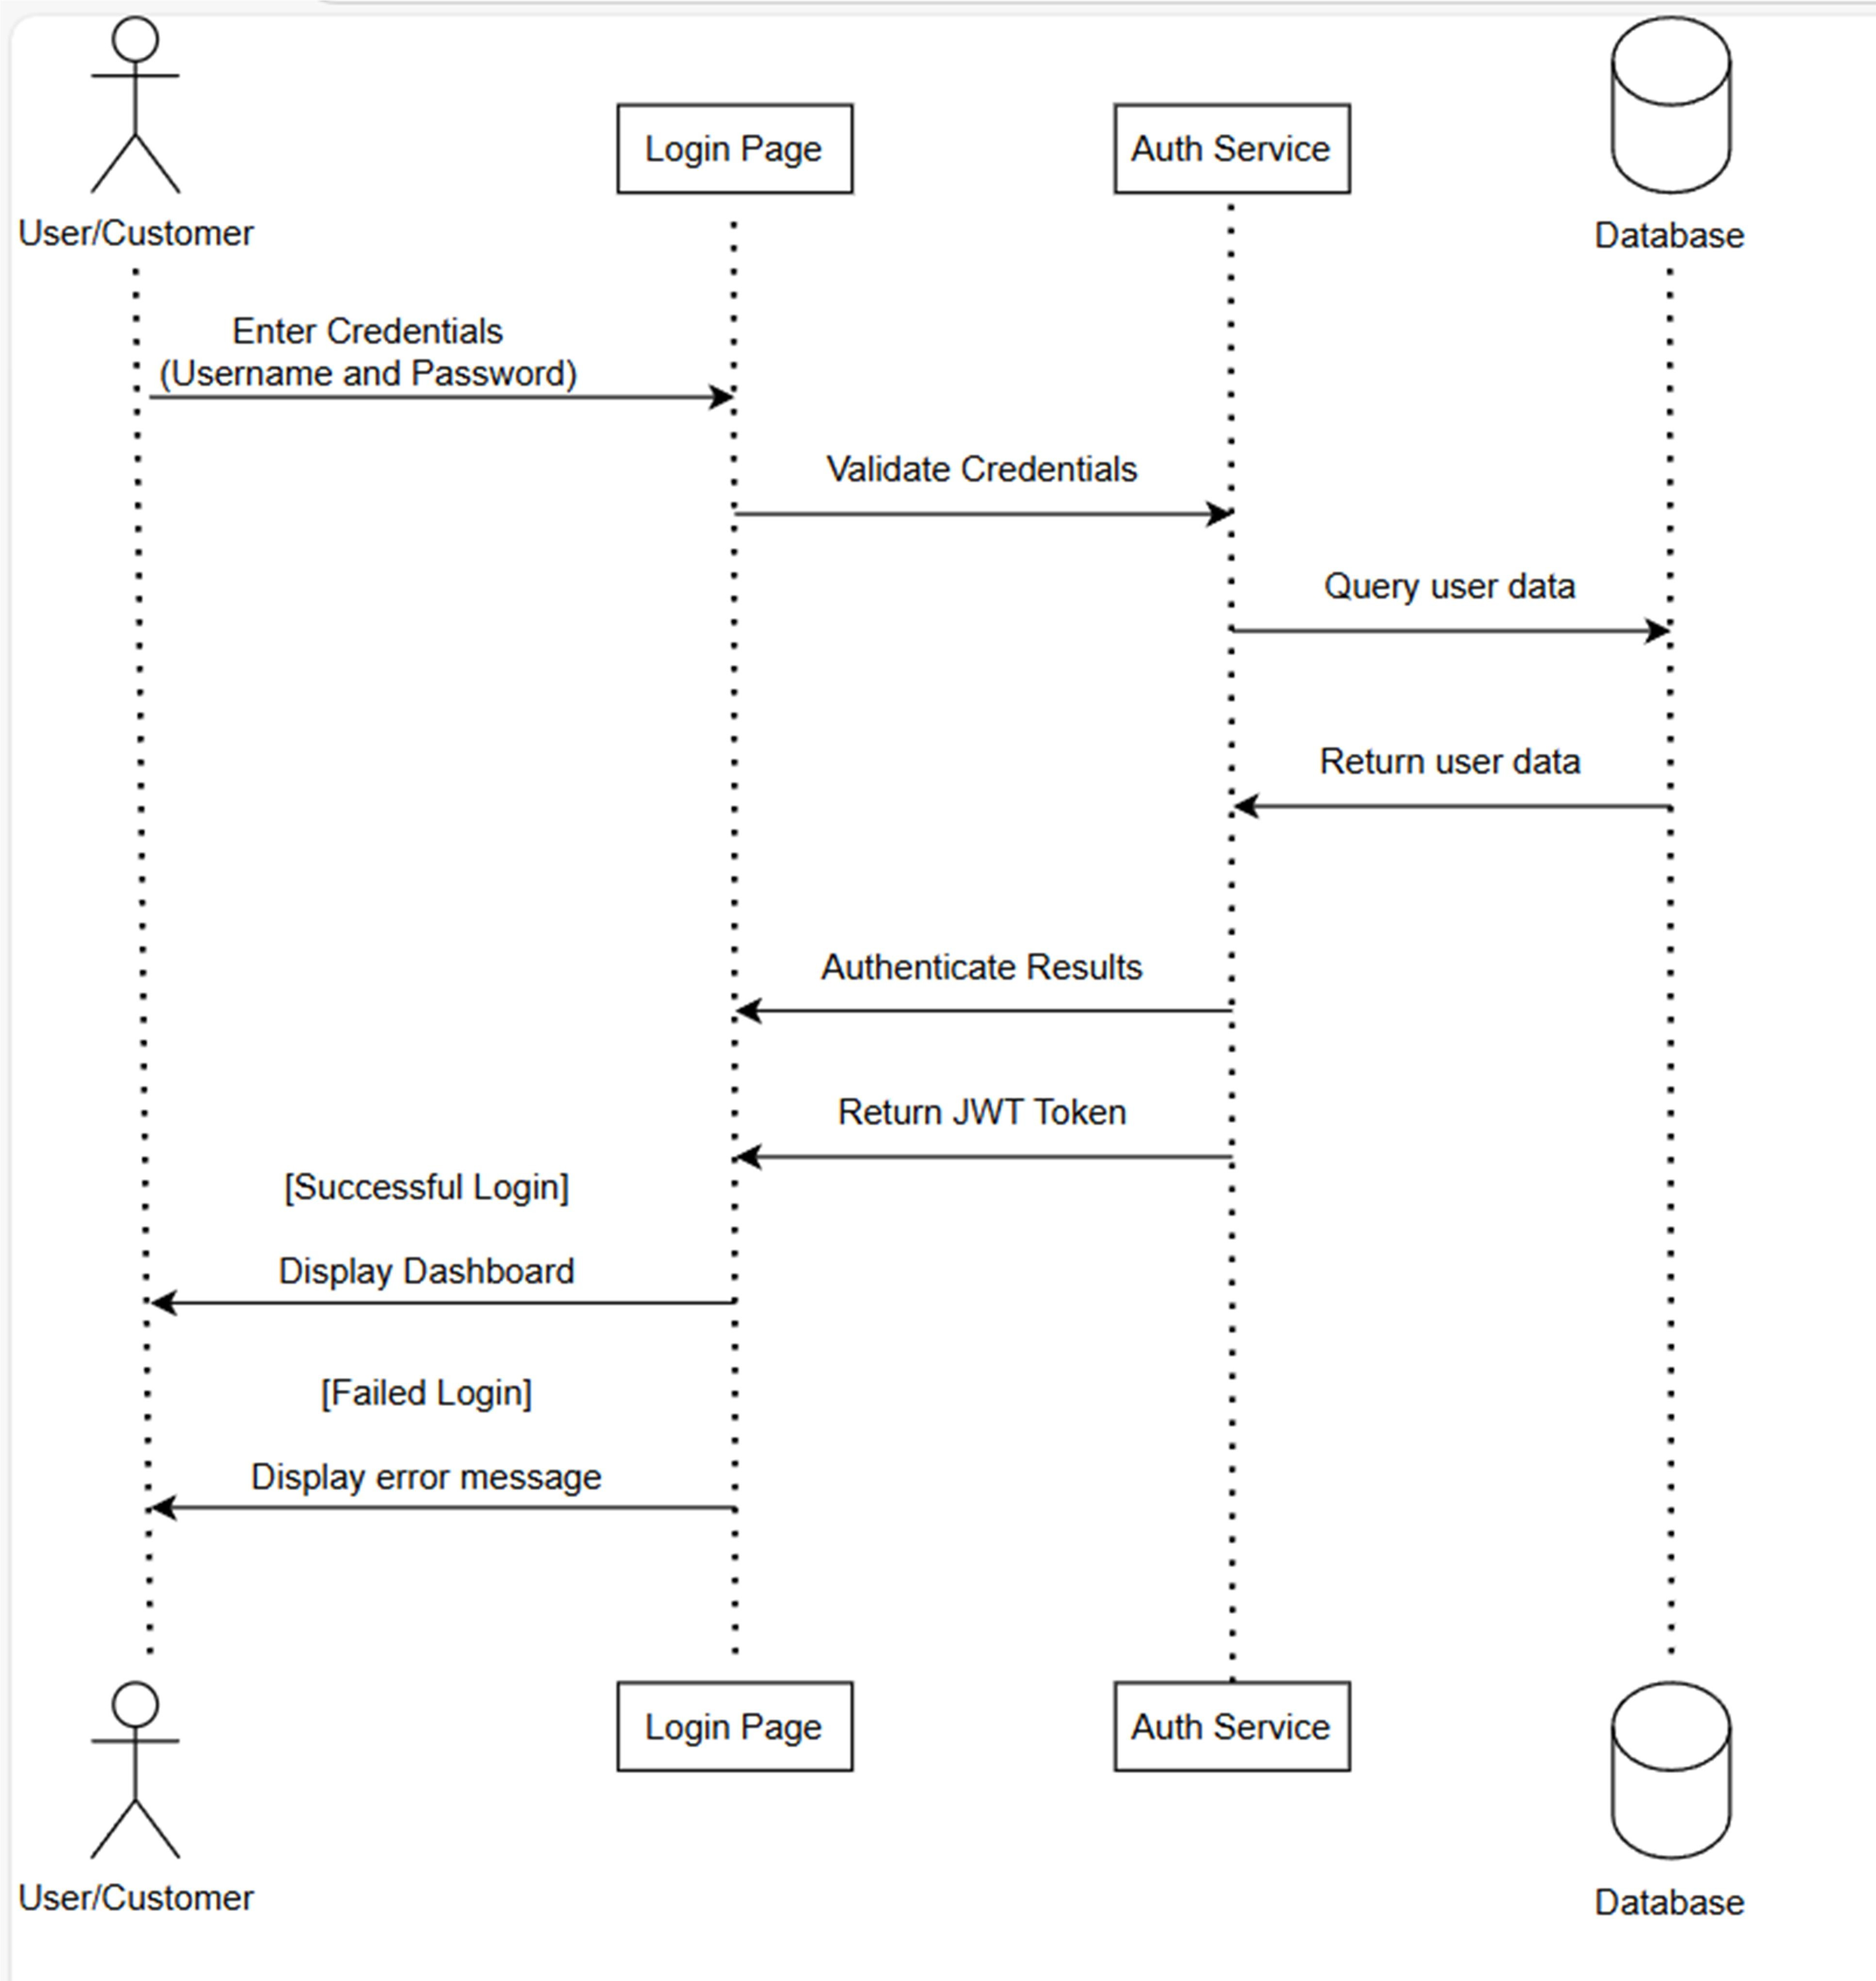 User/Customer
Login Page
Auth Service
Database
Enter Credentials
(Username and Password)
Validate Credentials
Query user data
Return user data
Authenticate Results
Return JWT Token
[Successful Login]
Display Dashboard
[Failed Login]
Display error message
Login Page
Auth Service
User/Customer
Database